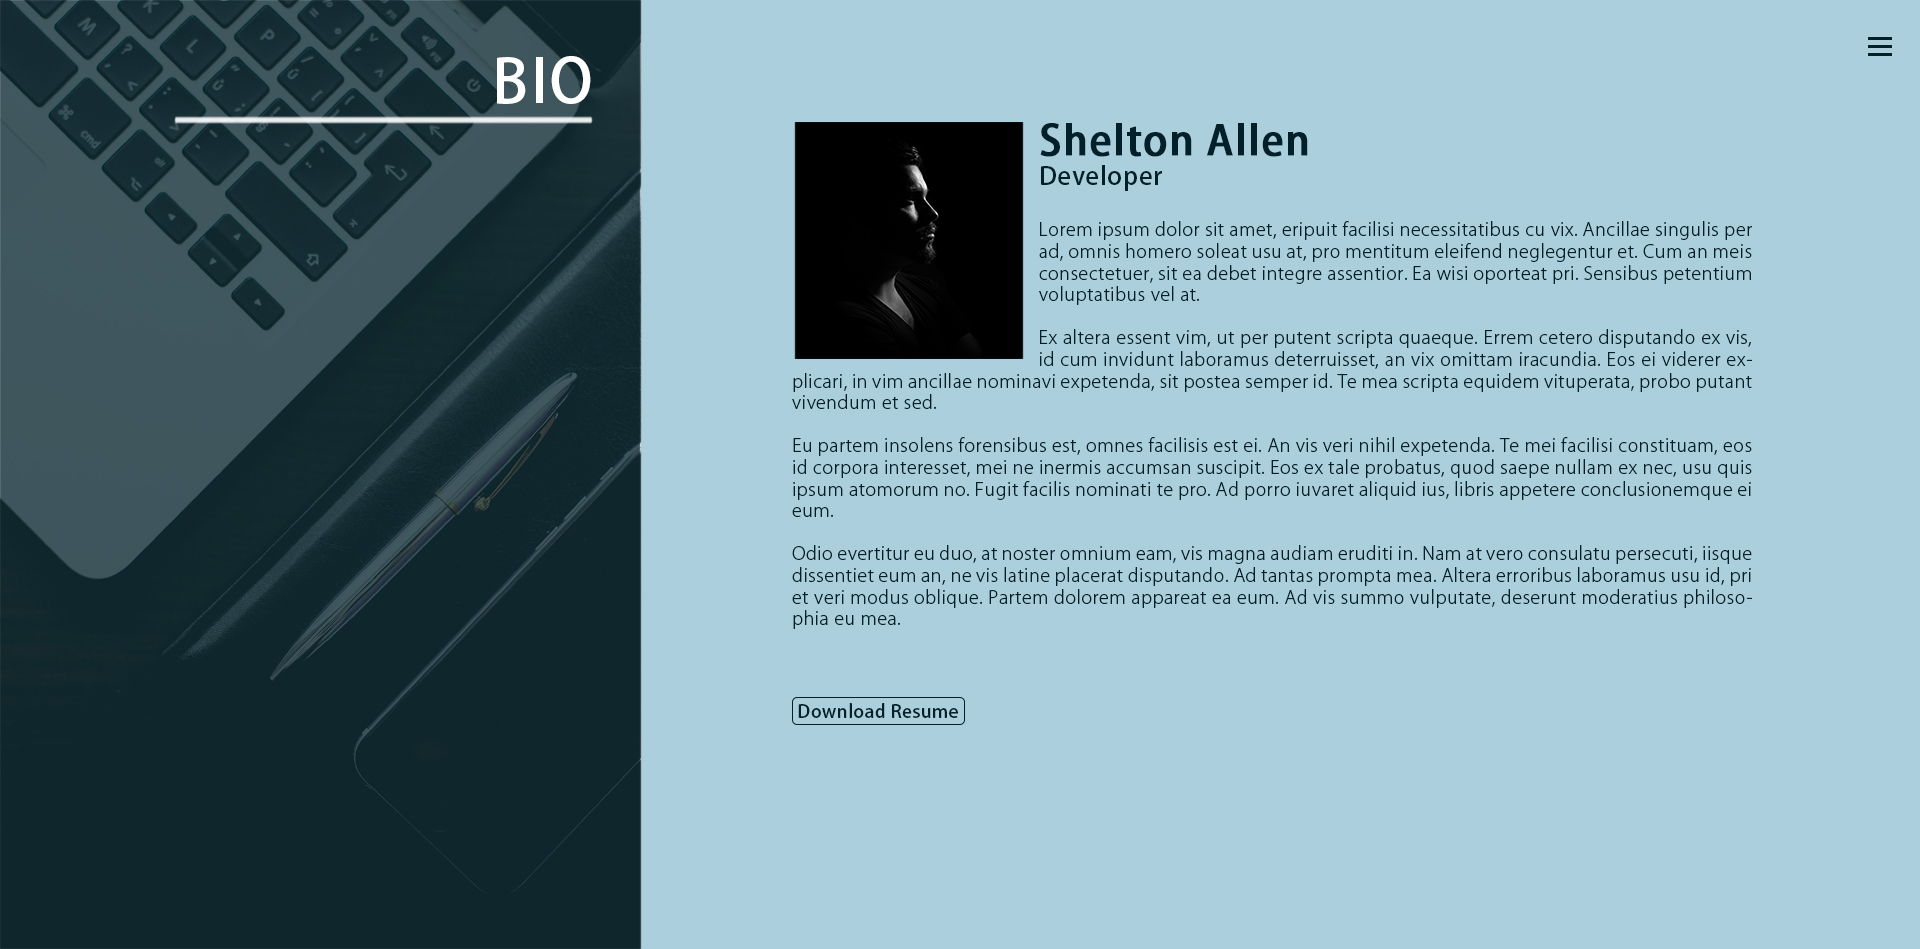 BIO
Shelton Allen
Developer
Lorem ipsum dolor sit amet, eripuit facilisi necessitatibus cu vix. Ancillae singulis per
ad, omnis homero soleat usu at, pro mentitum eleifend neglegentur et. Cum an meis
consectetuer, sit ea debet integre assentior. Ea wisi oporteat pri. Sensibus petentium
voluptatibus vel at.
Ex altera essent vim, ut per putent scripta quaeque. Errem cetero disputando ex vis,
id cum invidunt laboramus deterruisset, an vix omittam iracundia. Eos ei viderer ex-
plicari, in vim ancillae nominavi expetenda, sit postea semper id. Te mea scripta equidem vituperata, probo putant
vivendum et sed.
Eu partem insolens forensibus est, omnes facilisis est ei. An vis veri nihil expetenda. Te mei facilisi constituam, eos
id corpora interesset, mei ne inermis accumsan suscipit. Eos ex tale probatus, quod saepe nullam ex nec, usu quis
ipsum atomorum no. Fugit facilis nominati te pro. Ad porro iuvaret aliquid ius, libris appetere conclusionemque ei
eum.
Odio evertitur eu duo, at noster omnium eam, vis magna audiam eruditi in. Nam at vero consulatu persecuti, iisque
dissentiet eum an, ne vis latine placerat disputando. Ad tantas prompta mea. Altera erroribus laboramus usu id, pri
et veri modus oblique. Partem dolorem appareat ea eum. Ad vis summo vulputate, deserunt moderatius philoso-
phia eu mea.
Download Resume